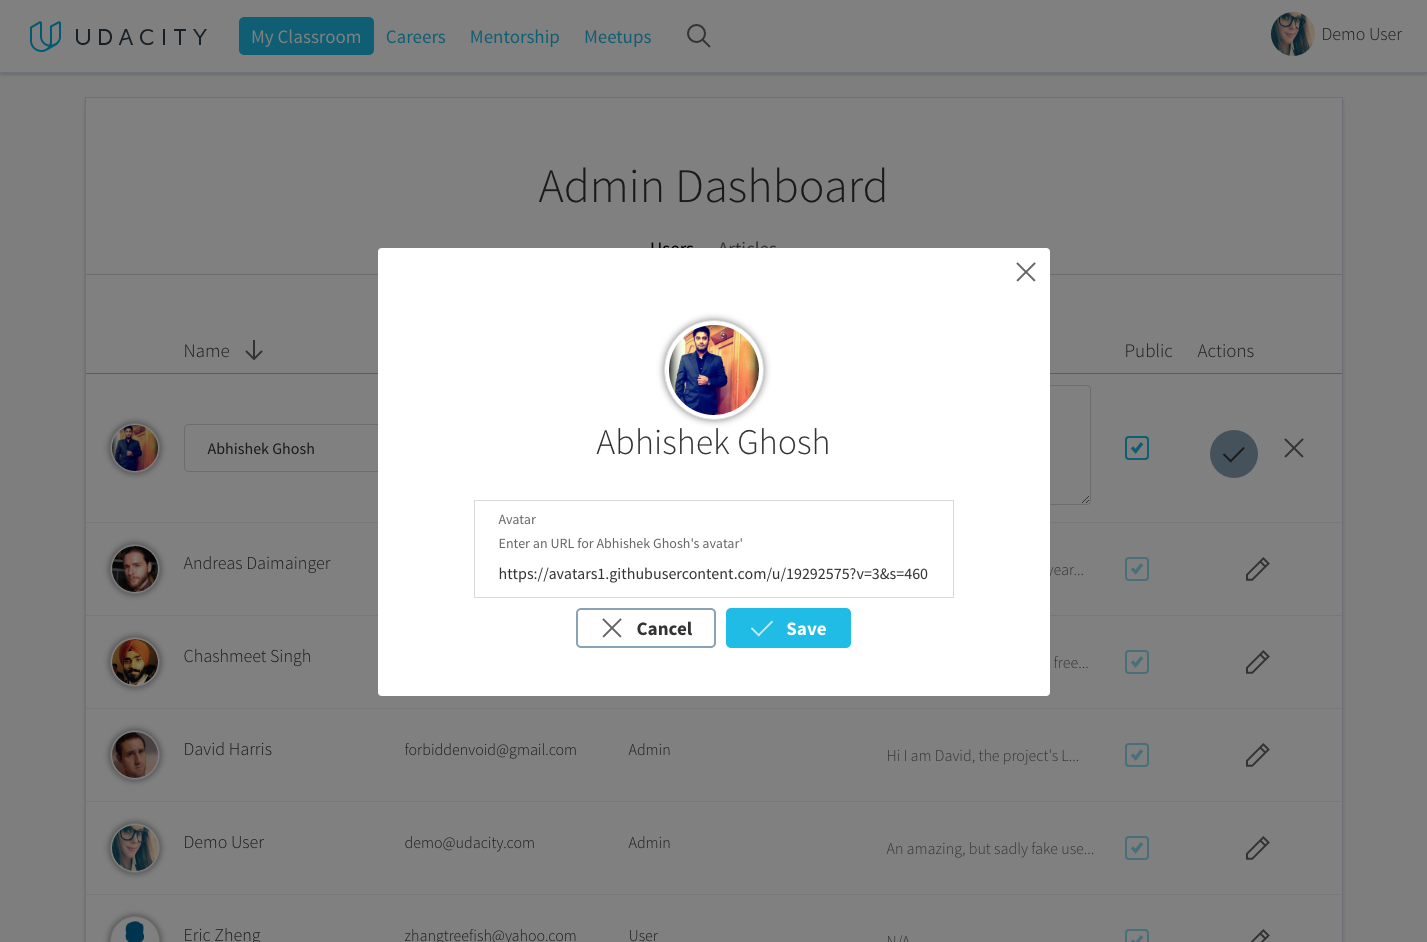 UDACITY My Classroom Careers Mentorship Meetups Demo User
Admin Dashboard
Users Articles
Name Public Actions
Abhishek Ghosh
Abhishek Ghosh
Avatar
Enter an URL for Abhishek Ghosh's avatar'
https://avatars1.githubusercontent.com/u/19292575?v=3&s=460
Cancel Save
Andreas Daimainger year...
Chashmeet Singh free...
David Harris forbiddenvoid@gmail.com Admin Hi I am David, the project's L...
Demo User demo@udacity.com Admin An amazing, but sadly fake use...
Eric Zheng zhangtreefish@yahoo.com User N/A